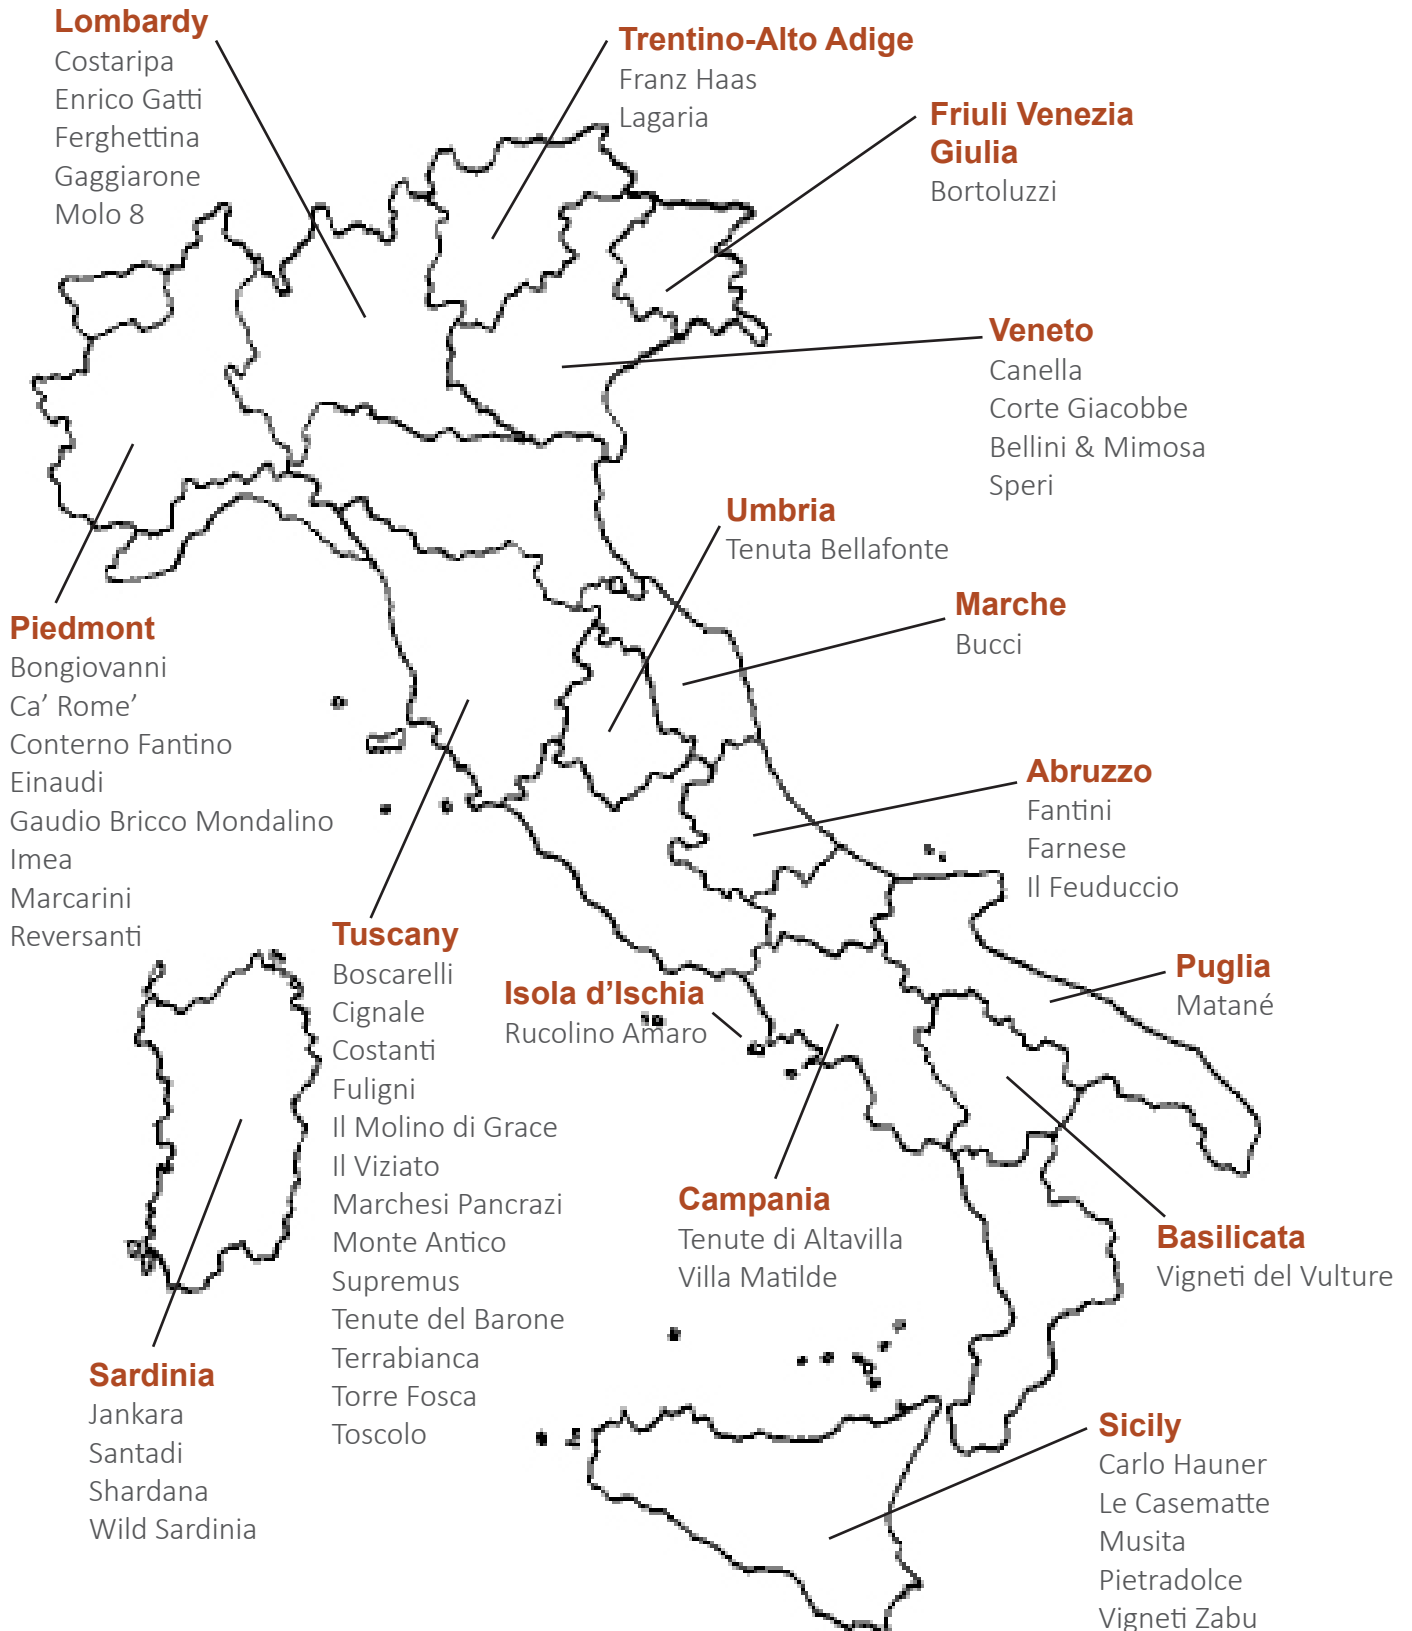 Lombardy
Costaripa
Enrico Gatti
Ferghettina
Gaggiarone
Molo 8
Trentino-Alto Adige
Franz Haas
Lagaria
Friuli Venezia
Giulia
Bortoluzzi
Veneto
Canella
Corte Giacobbe
Bellini & Mimosa
Speri
Umbria
Tenuta Bellafonte
Marche
Bucci
Piedmont
Bongiovanni
Ca’ Rome’
Conterno Fantino
Einaudi
Gaudio Bricco Mondalino
Imea
Marcarini
Reversanti
Abruzzo
Fantini
Farnese
Il Feuduccio
Tuscany
Boscarelli
Cignale
Costanti
Fuligni
Il Molino di Grace
Il Viziato
Marchesi Pancrazi
Monte Antico
Supremus
Tenute del Barone
Terrabianca
Torre Fosca
Toscolo
Isola d’Ischia
Rucolino Amaro
Puglia
Matané
Campania
Tenute di Altavilla
Villa Matilde
Basilicata
Vigneti del Vulture
Sardinia
Jankara
Santadi
Shardana
Wild Sardinia
Sicily
Carlo Hauner
Le Casematte
Musita
Pietradolce
Vigneti Zabu